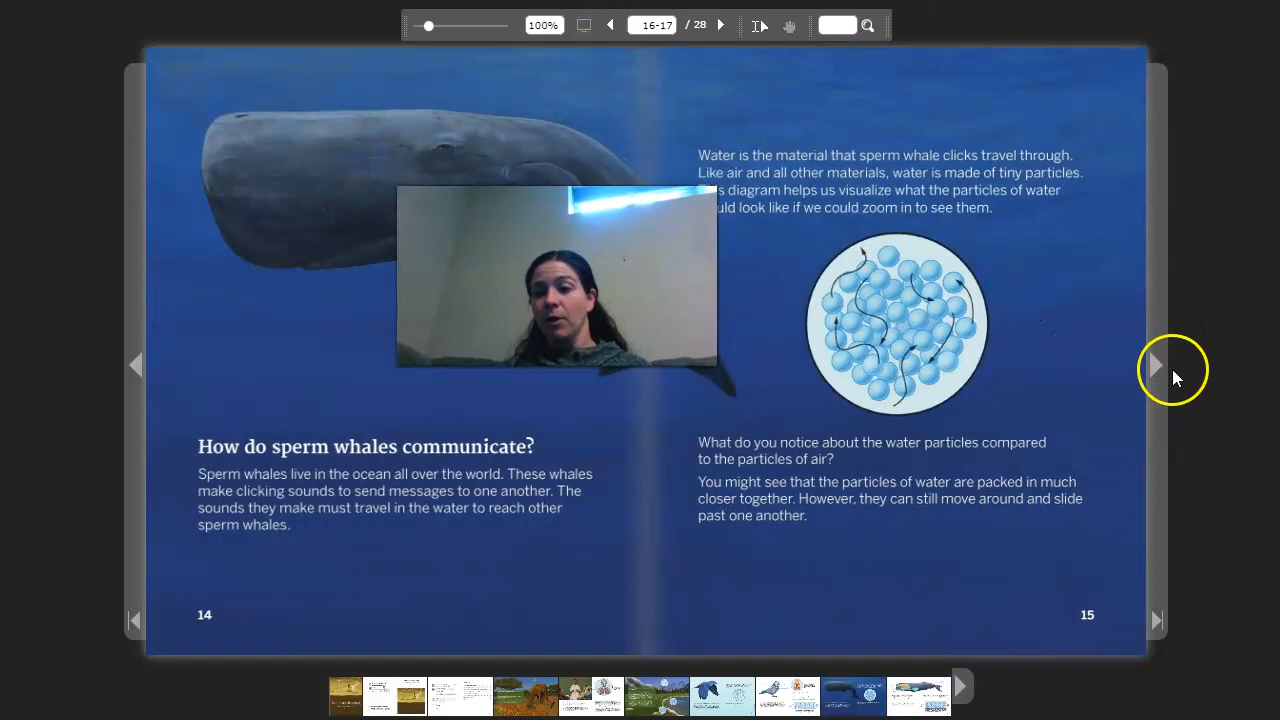 100%
16-17 / 28
Water is the material that sperm whale clicks travel through.
Like air and all other materials, water is made of tiny particles.
diagram helps us visualize what the particles of water
look like if we could zoom in to see them.
How do sperm whales communicate?
Sperm whales live in the ocean all over the world. These whales
make clicking sounds to send messages to one another. The
sounds they make must travel in the water to reach other
sperm whales.
What do you notice about the water particles compared
to the particles of air?
You might see that the particles of water are packed in much
closer together. However, they can still move around and slide
past one another.
14
15